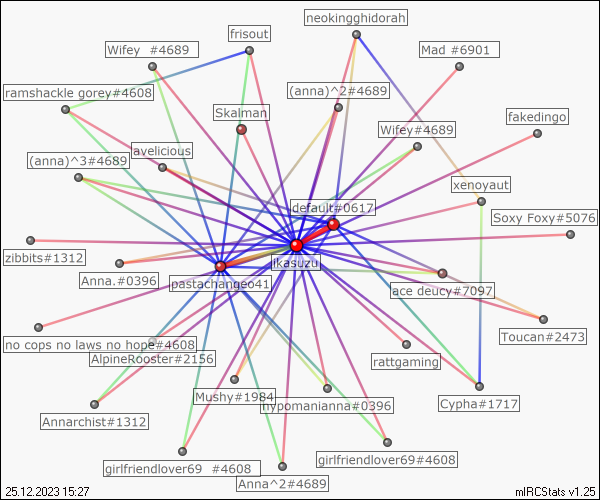 neokingghidorah
frisout
Wifey  #4689
Mad #6901
ramshackle gorey#4608
(anna)^2#4689
Skalman
fakedingo
Wifey#4689
avelicious
(anna)^3#4689
xenoyaut
default#0617
Soxy Foxy#5076
zibbits#1312
ikasuzu
Anna.#0396
pastachangeo41
ace deucy#7097
Toucan#2473
no cops no laws no hope#4608
AlpineRooster#2156
rattgaming
Mushy#1984
hypomanianna#0396
Cypha#1717
Annarchist#1312
girlfriendlover69#4608
girlfriendlover69  #4608
Anna^2#4689
25.12.2023 15:27
mIRCStats v1.25